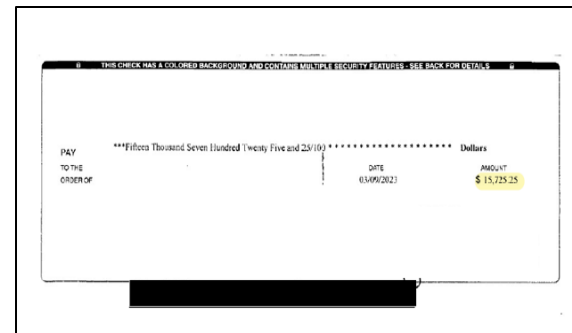 THIS CHECK HAS A COLORED BACKGROUND AND CONTAINS MULTIPLE SECURITY FEATURES - SEE BACK FOR DETAILS
PAY ***Fifteen Thousand Seven Hundred Twenty Five and 25/100 ********************* Dollars
TO THE DATE AMOUNT
ORDER OF 03/09/2023 $ 15,725.25